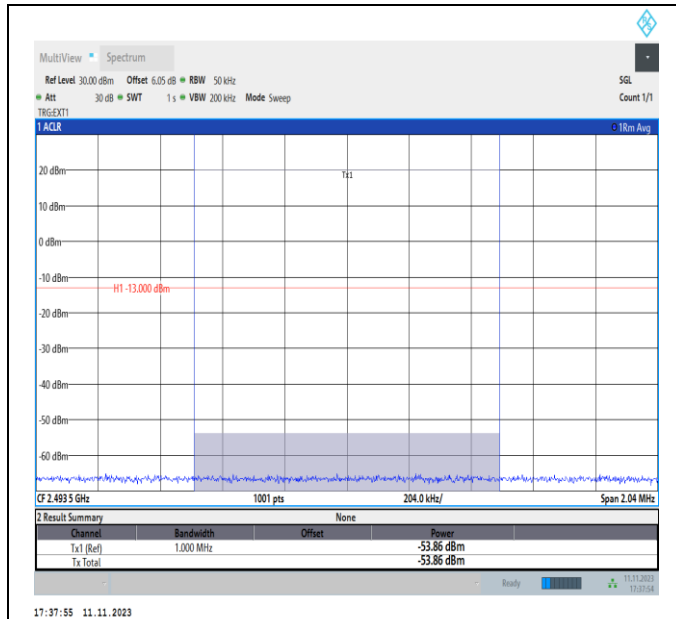 MultiView Spectrum
Ref Level 30.00 dBm Offset 6.05 dB RBW 50 kHz SGL
Att 30 dB SWT 1 s VBW 200 kHz Mode Sweep Count 1/1
TRG:EXT1
1 ACLR 1Rm Avg
20 dBm
Tx1
10 dBm
0 dBm
-10 dBm
H1 -13.000 dBm
-20 dBm
-30 dBm
-40 dBm
-50 dBm
-60 dBm
CF 2.493 5 GHz 1001 pts 204.0 kHz/ Span 2.04 MHz
2 Result Summary None
Channel Bandwidth Offset Power
Tx1 (Ref) 1.000 MHz -53.86 dBm
Tx Total -53.86 dBm
Ready 11.11.2023
17:37:54
17:37:55 11.11.2023